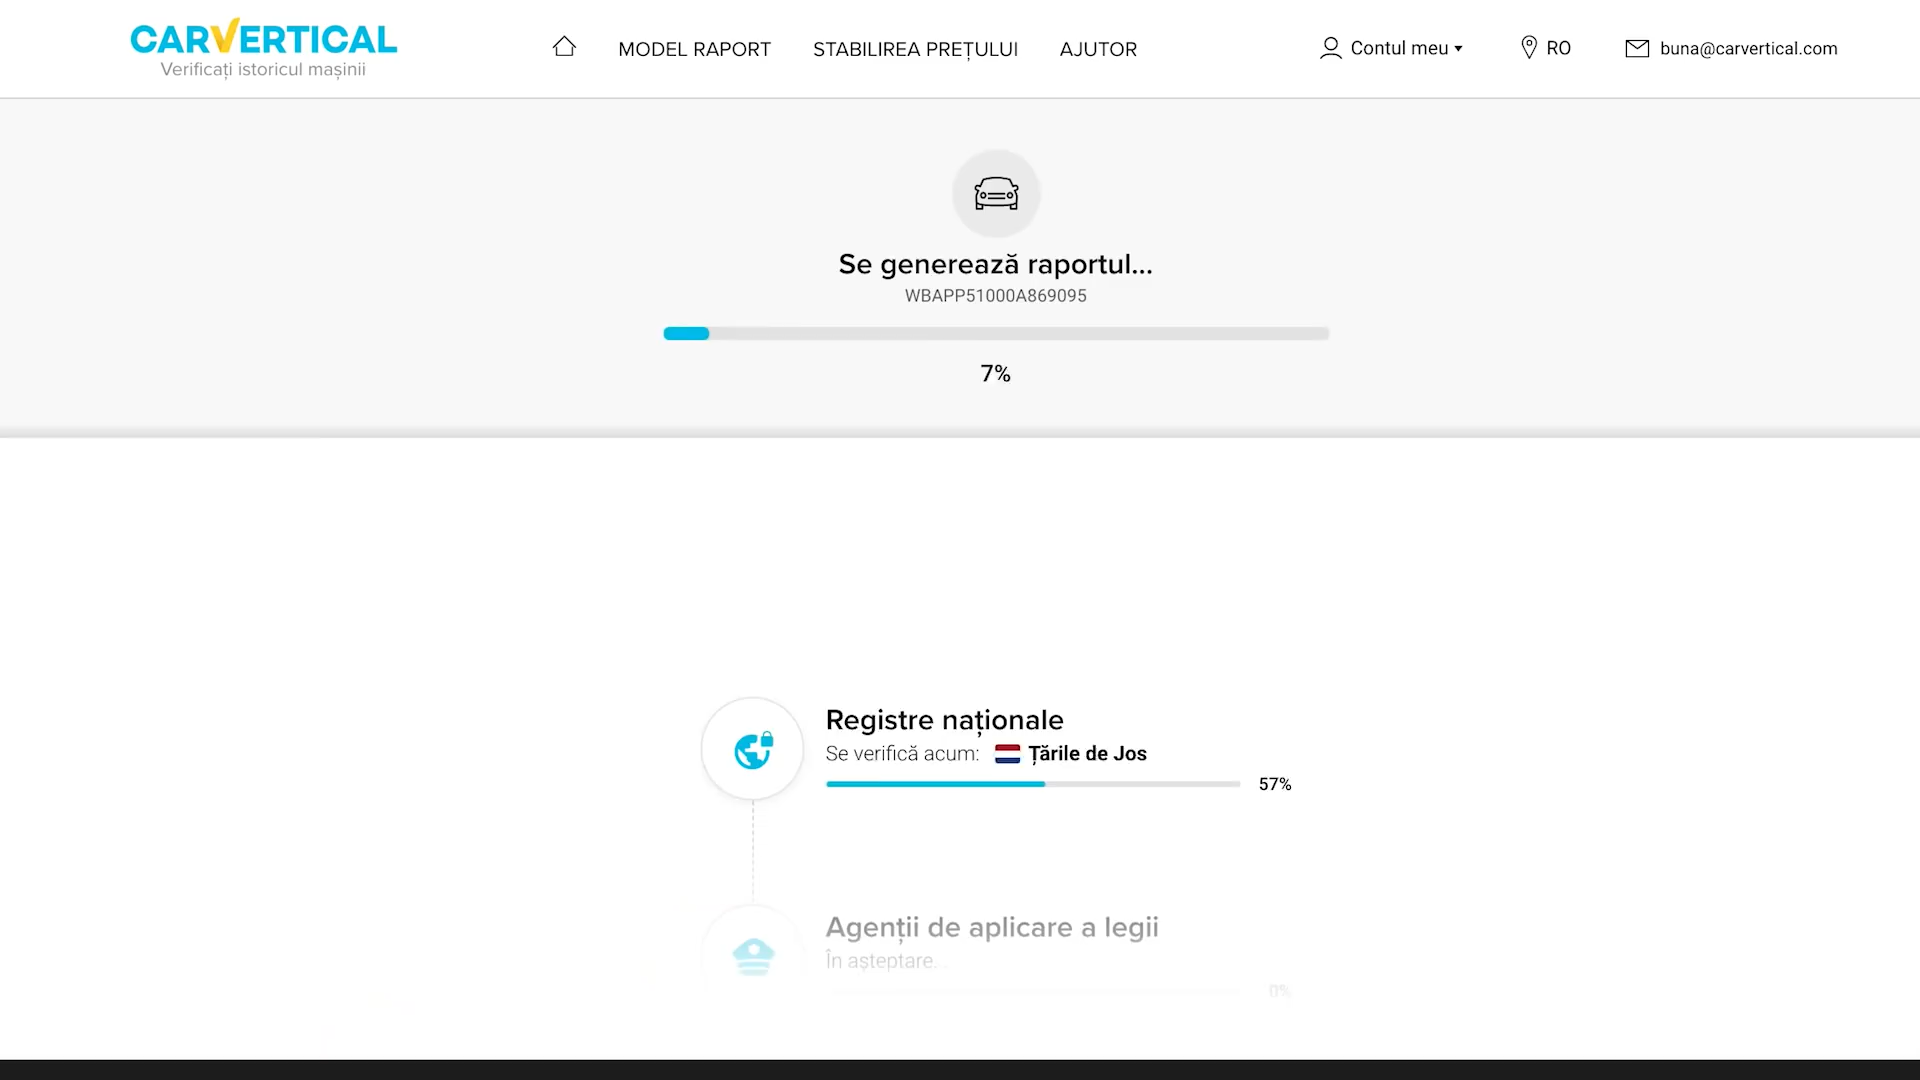 CARVERTICAL
Verificați istoricul mașinii
MODEL RAPORT
STABILIREA PREȚULUI
AJUTOR
Contul meu
RO
buna@carvertical.com
Se generează raportul...
WBAPP51000A869095
7%
Registre naționale
Se verifică acum: Țările de Jos
57%
Agenții de aplicare a legii
În așteptare...
0%